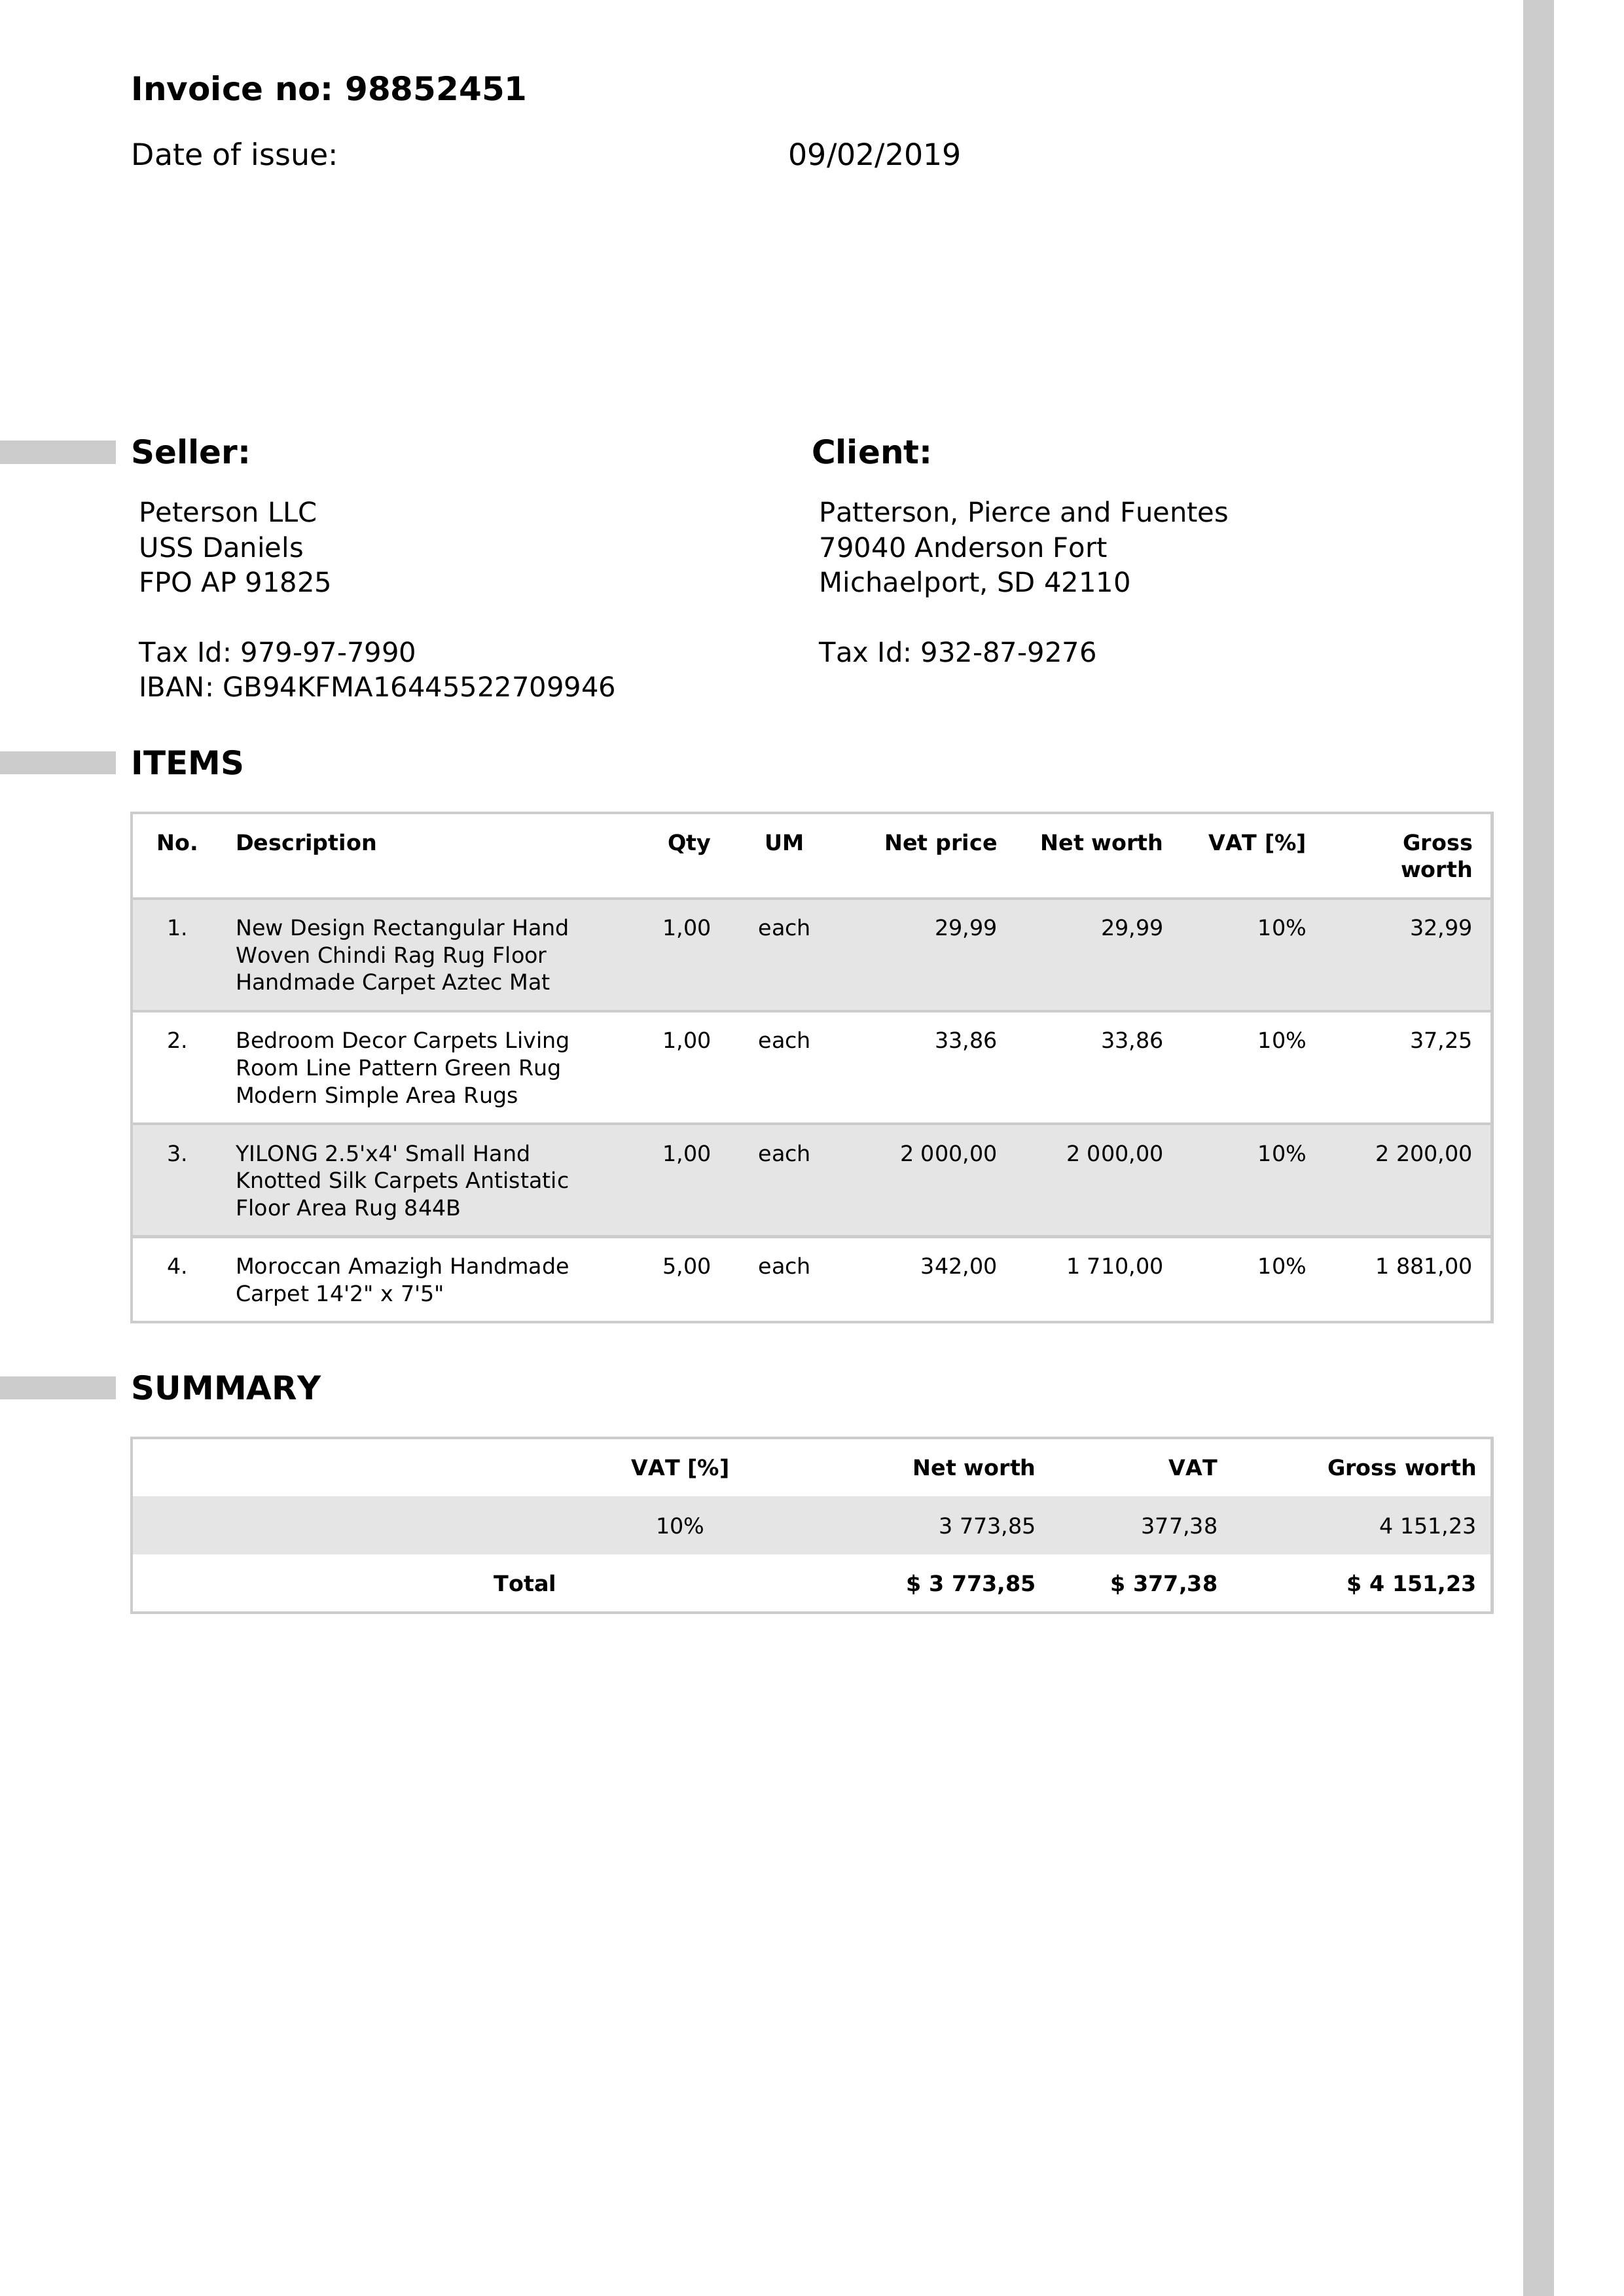 Invoice no: 98852451
Date of issue: 09/02/2019
Seller:
Peterson LLC
USS Daniels
FPO AP 91825
Tax Id: 979-97-7990
IBAN: GB94KFMA16445522709946
Client:
Patterson, Pierce and Fuentes
79040 Anderson Fort
Michaelport, SD 42110
Tax Id: 932-87-9276
ITEMS
No. Description Qty UM Net price Net worth VAT [%] Gross
worth
1. New Design Rectangular Hand 1,00 each 29,99 29,99 10% 32,99
Woven Chindi Rag Rug Floor
Handmade Carpet Aztec Mat
2. Bedroom Decor Carpets Living 1,00 each 33,86 33,86 10% 37,25
Room Line Pattern Green Rug
Modern Simple Area Rugs
3. YILONG 2.5'x4' Small Hand 1,00 each 2 000,00 2 000,00 10% 2 200,00
Knotted Silk Carpets Antistatic
Floor Area Rug 844B
4. Moroccan Amazigh Handmade 5,00 each 342,00 1 710,00 10% 1 881,00
Carpet 14'2" x 7'5"
SUMMARY
VAT [%] Net worth VAT Gross worth
10% 3 773,85 377,38 4 151,23
Total $ 3 773,85 $ 377,38 $ 4 151,23